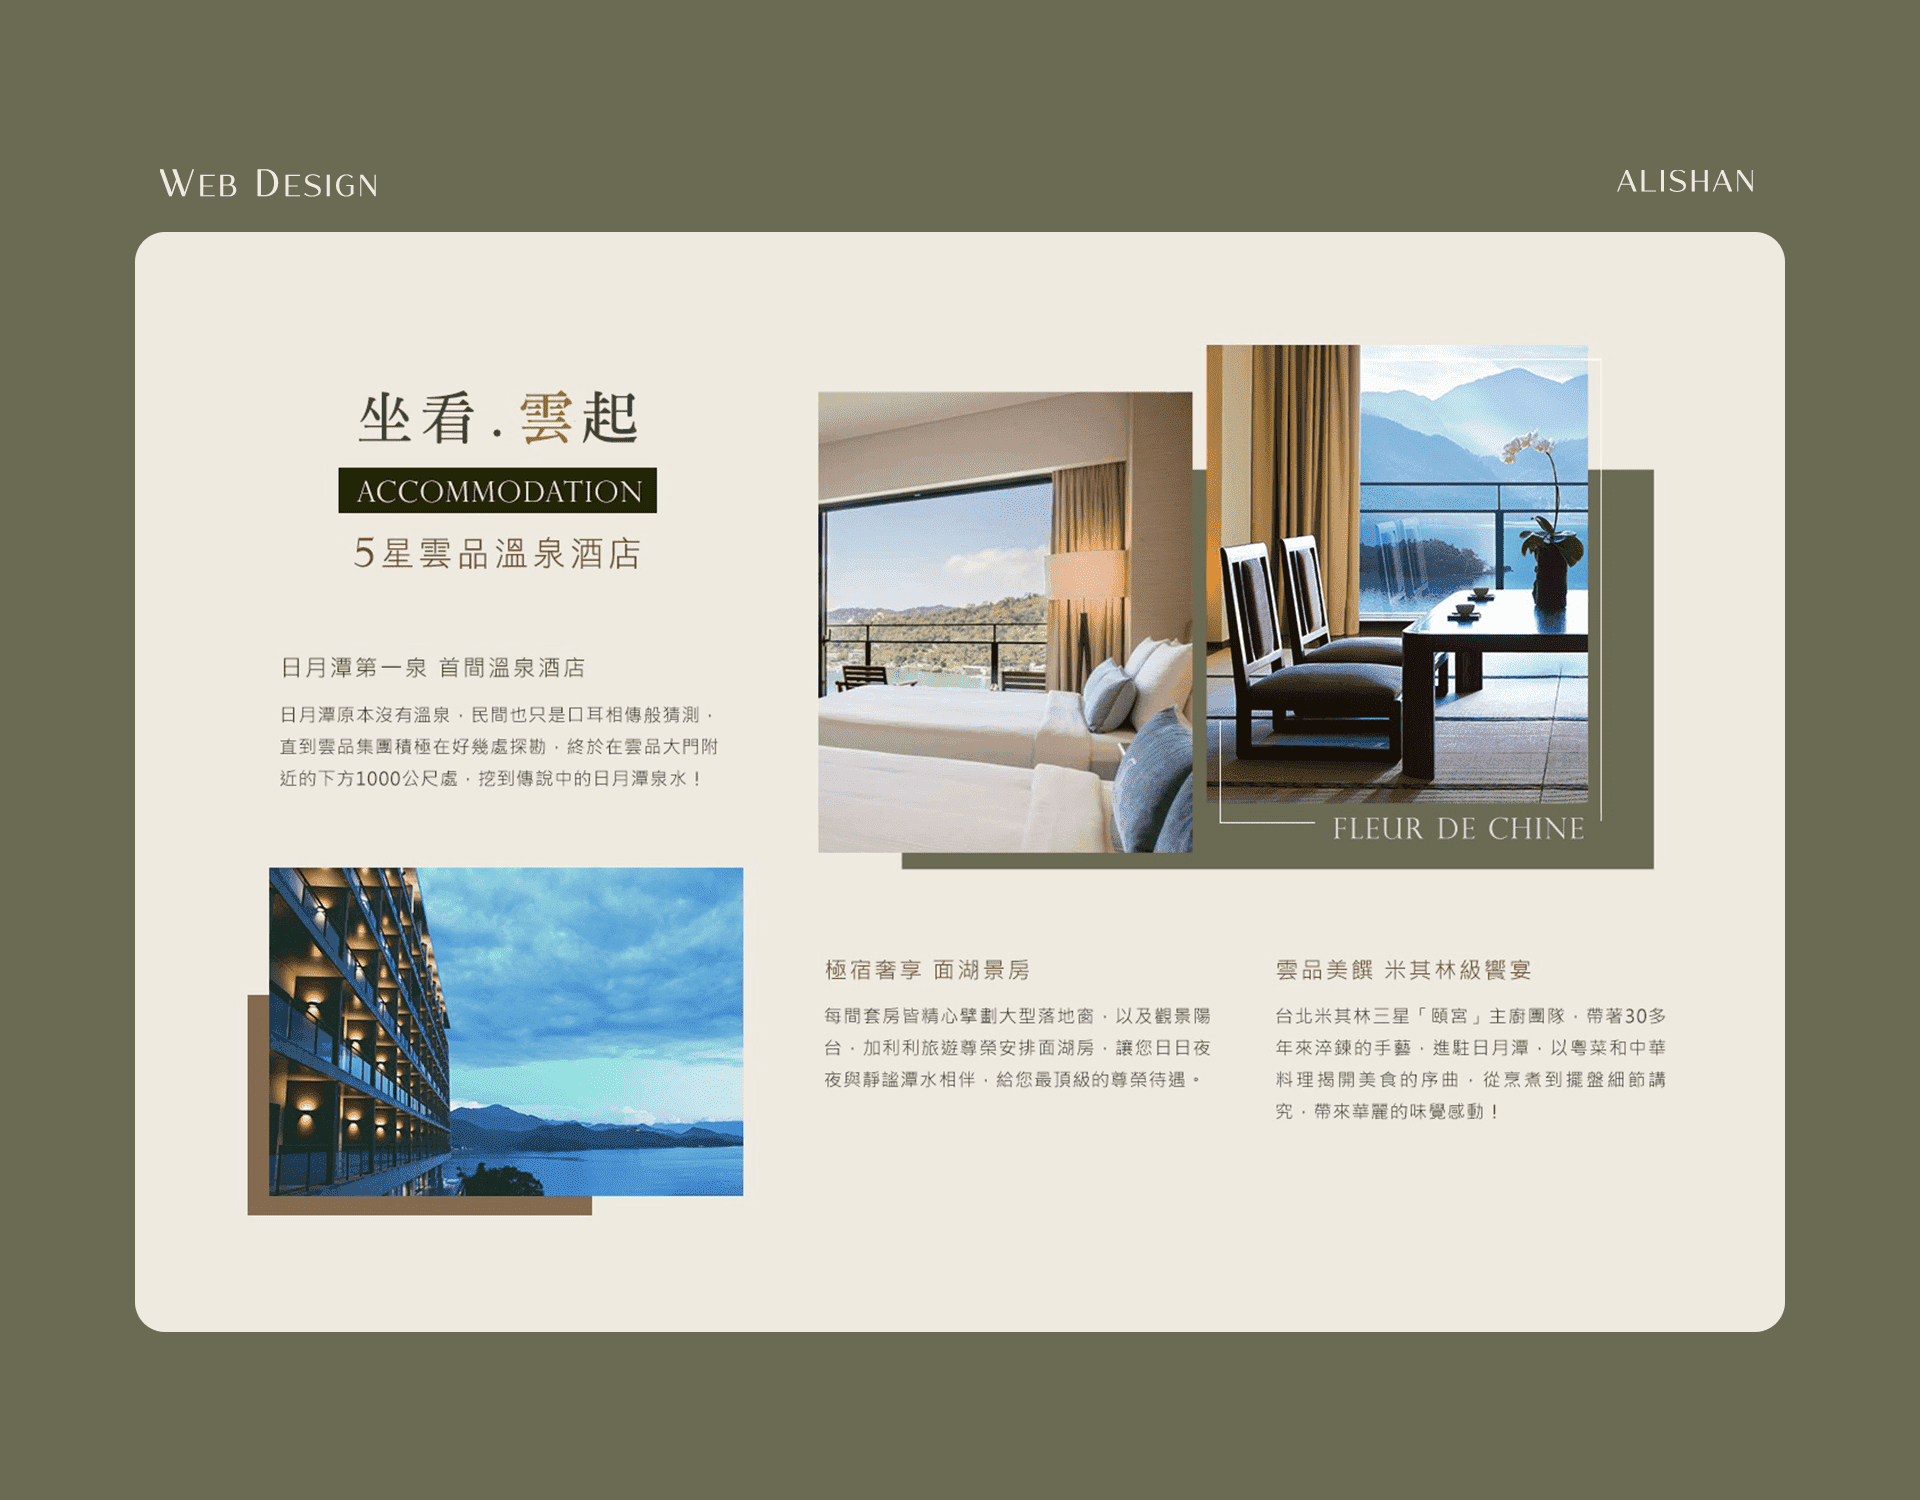 WEB DESIGN
ALISHAN
坐看.雲起
ACCOMMODATION
5星雲品溫泉酒店
日月潭第一泉 首間溫泉酒店
日月潭原本沒有溫泉，民間也只是口耳相傳般猜測，
直到雲品集團積極在好幾處探勘，終於在雲品大門附
近的下方1000公尺處，挖到傳說中的日月潭泉水！
FLEUR DE CHINE
極宿奢享 面湖景房
每間套房皆精心擘劃大型落地窗，以及觀景陽
台，加利利旅遊尊榮安排面湖房，讓您日日夜
夜與靜謐潭水相伴，給您最頂級的尊榮待遇。
雲品美饌 米其林級饗宴
台北米其林三星「頤宮」主廚團隊，帶著30多
年來淬鍊的手藝，進駐日月潭，以粵菜和中華
料理揭開美食的序曲，從烹煮到擺盤細節講
究，帶來華麗的味覺感動！